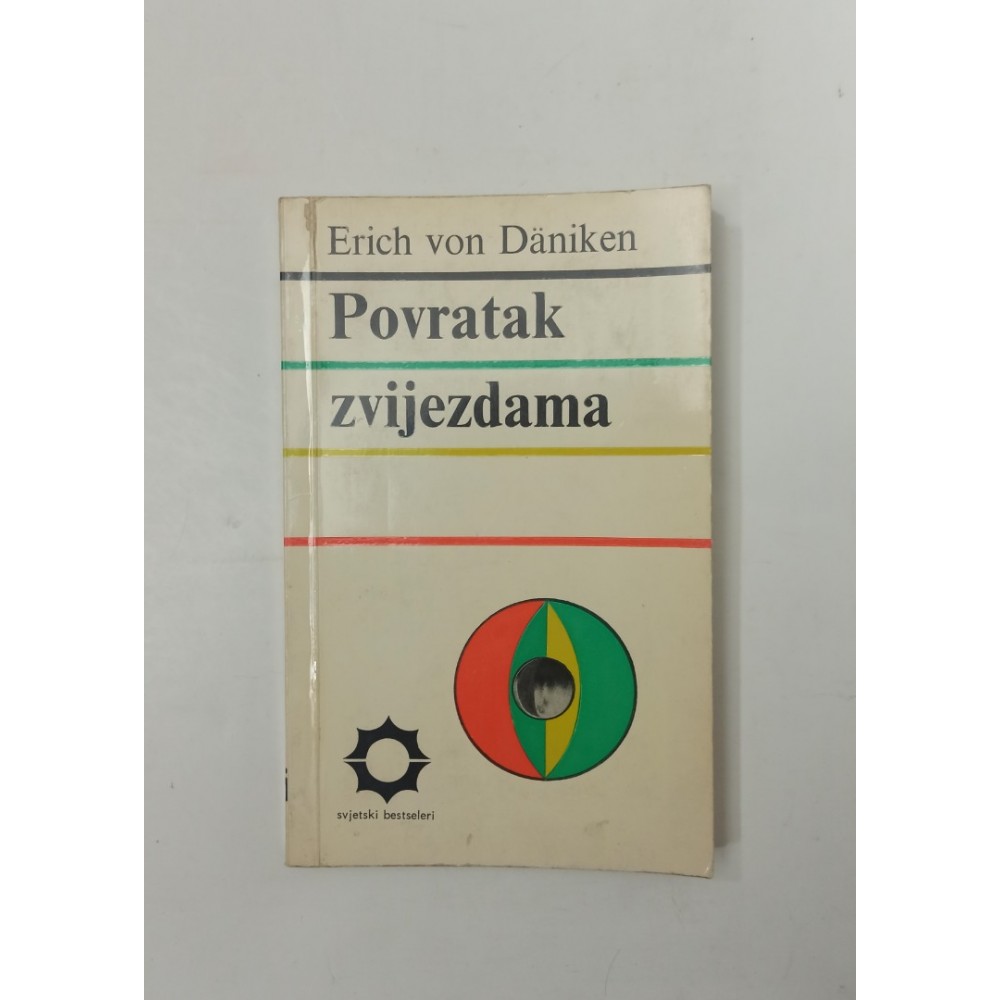 Erich von Däniken
Povratak
zvijezdama
svjetski bestseleri
i